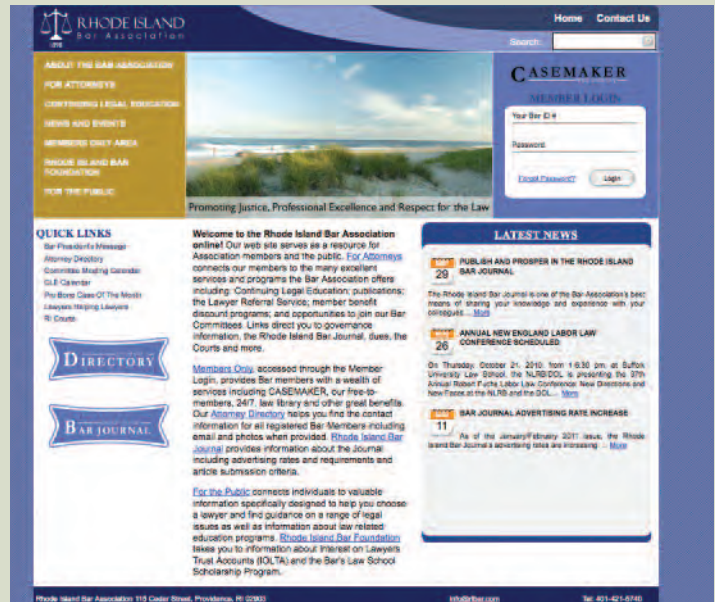 RHODE ISLAND
Bar Association
Home Contact Us
Search:
ABOUT THE BAR ASSOCIATION
FOR ATTORNEYS
CONTINUING LEGAL EDUCATION
NEWS AND EVENTS
MEMBERS ONLY AREA
RHODE ISLAND BAR
FOUNDATION
FOR THE PUBLIC
Promoting Justice, Professional Excellence and Respect for the Law
CASEMAKER
MEMBER LOGIN
Your Bar ID #
Password
Forgot Password? Login
QUICK LINKS
Bar President's Message
Attorney Directory
Committee Meeting Calendar
CLE Calendar
Pro Bono Case Of The Month
Lawyers Helping Lawyers
RI Courts
DIRECTORY
BAR JOURNAL
Welcome to the Rhode Island Bar Association
online! Our web site serves as a resource for
Association members and the public. For Attorneys
connects our members to the many excellent
services and programs the Bar Association offers
including: Continuing Legal Education; publications;
the Lawyer Referral Service; member benefit
discount programs; and opportunities to join our Bar
Committees. Links direct you to governance
information, the Rhode Island Bar Journal, dues, the
Courts and more.
Members Only, accessed through the Member
Login, provides Bar members with a wealth of
services including CASEMAKER, our free-to-
members, 24/7, law library and other great benefits.
Our Attorney Directory helps you find the contact
information for all registered Bar Members including
email and photos when provided. Rhode Island Bar
Journal provides information about the Journal
including advertising rates and requirements and
article submission criteria.
For the Public connects individuals to valuable
information specifically designed to help you choose
a lawyer and find guidance on a range of legal
issues as well as information about law related
education programs. Rhode Island Bar Foundation
takes you to information about Interest on Lawyers
Trust Accounts (IOLTA) and the Bar's Law School
Scholarship Program.
LATEST NEWS
29
PUBLISH AND PROSPER IN THE RHODE ISLAND
BAR JOURNAL
The Rhode Island Bar Journal is one of the Bar Association's best
means of sharing your knowledge and experience with your
colleagues.... More
26
ANNUAL NEW ENGLAND LABOR LAW
CONFERENCE SCHEDULED
On Thursday, October 21, 2010, from 1-6:30 pm, at Suffolk
University Law School, the NLRB/DOL is presenting the 37th
Annual Robert Fuchs Labor Law Conference: New Directions and
New Faces at the NLRB and the DOL.... More
11
BAR JOURNAL ADVERTISING RATE INCREASE
As of the January/February 2011 issue, the Rhode
Island Bar Journal's advertising rates are increasing. ... More
Rhode Island Bar Association 115 Cedar Street, Providence, RI 02903 info@ribar.com Tel: 401-421-5740